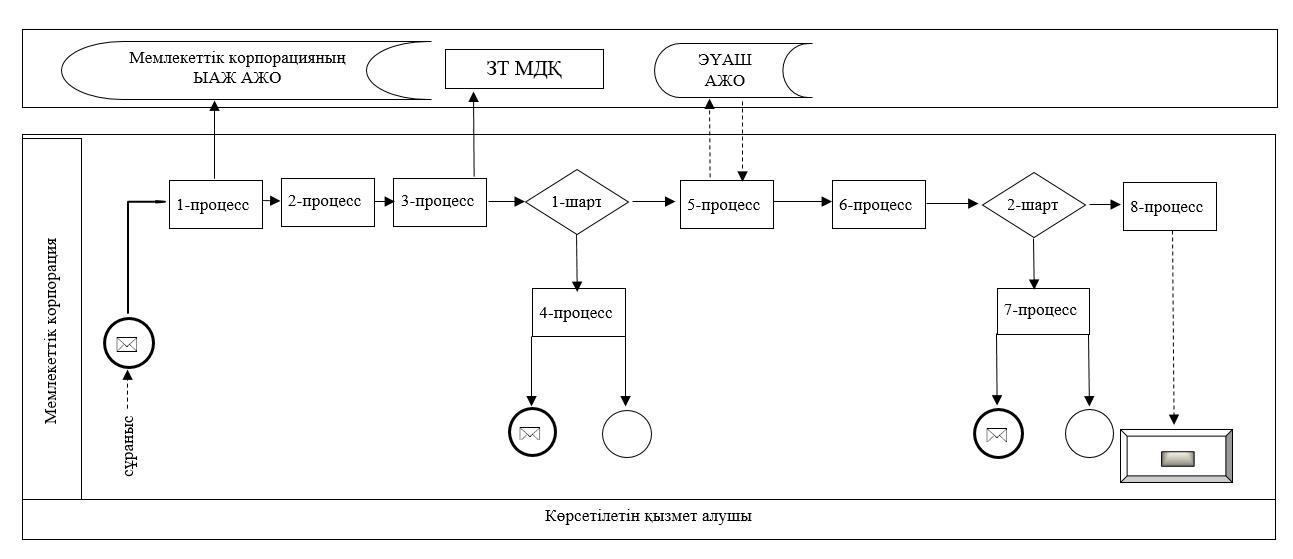 Мемлекеттік корпорацияның
ЫАЖ АЖО
ЗТ МДҚ
ЭҮАШ
АЖО
1-процесс
2-процесс
3-процесс
1-шарт
5-процесс
6-процесс
2-шарт
8-процесс
4-процесс
7-процесс
Мемлекеттік корпорация
сұраныс
Көрсетілетін қызмет алушы